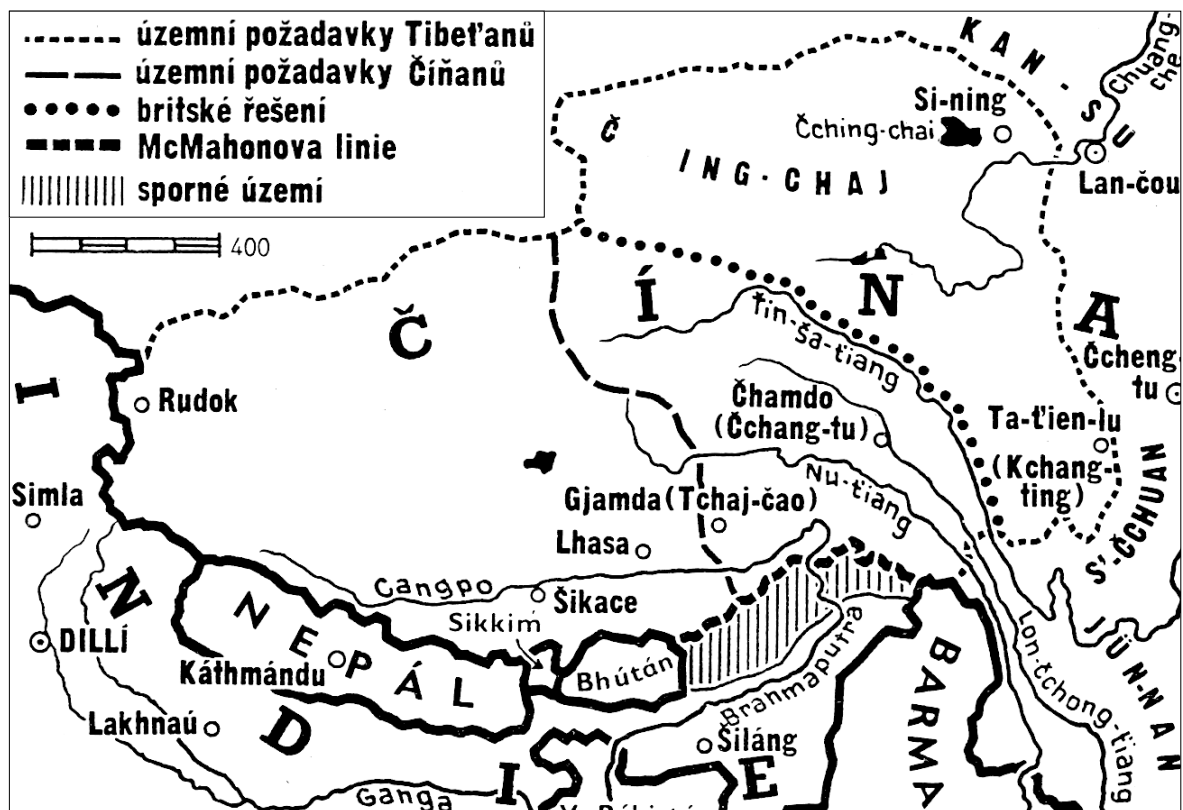 územní požadavky Tibeťanů
územní požadavky Číňanů
britské řešení
McMahonova linie
sporné území
400
KAN-SU
Chuang-
che
Si-ning
Čching-chai
ČING-CHAJ
Lan-čou
ČÍNA
Ťin-ša-ťiang
Čcheng-
tu
Rudok
Čhamdo
(Čchang-tu)
Ta-ťien-lu
(Kchang-
ting)
S'-ČCHUAN
Simla
Nu-ťiang
Gjamda (Tchaj-čao)
Lhasa
Cangpo
Šikace
Sikkim
INDIE
DILLÍ
NEPÁL
Káthmándu
Bhútán
Brahmaputra
BARMA
Lon-čchong-ťiang
JÜN-NAN
Lakhnaú
Šiláng
Ganga